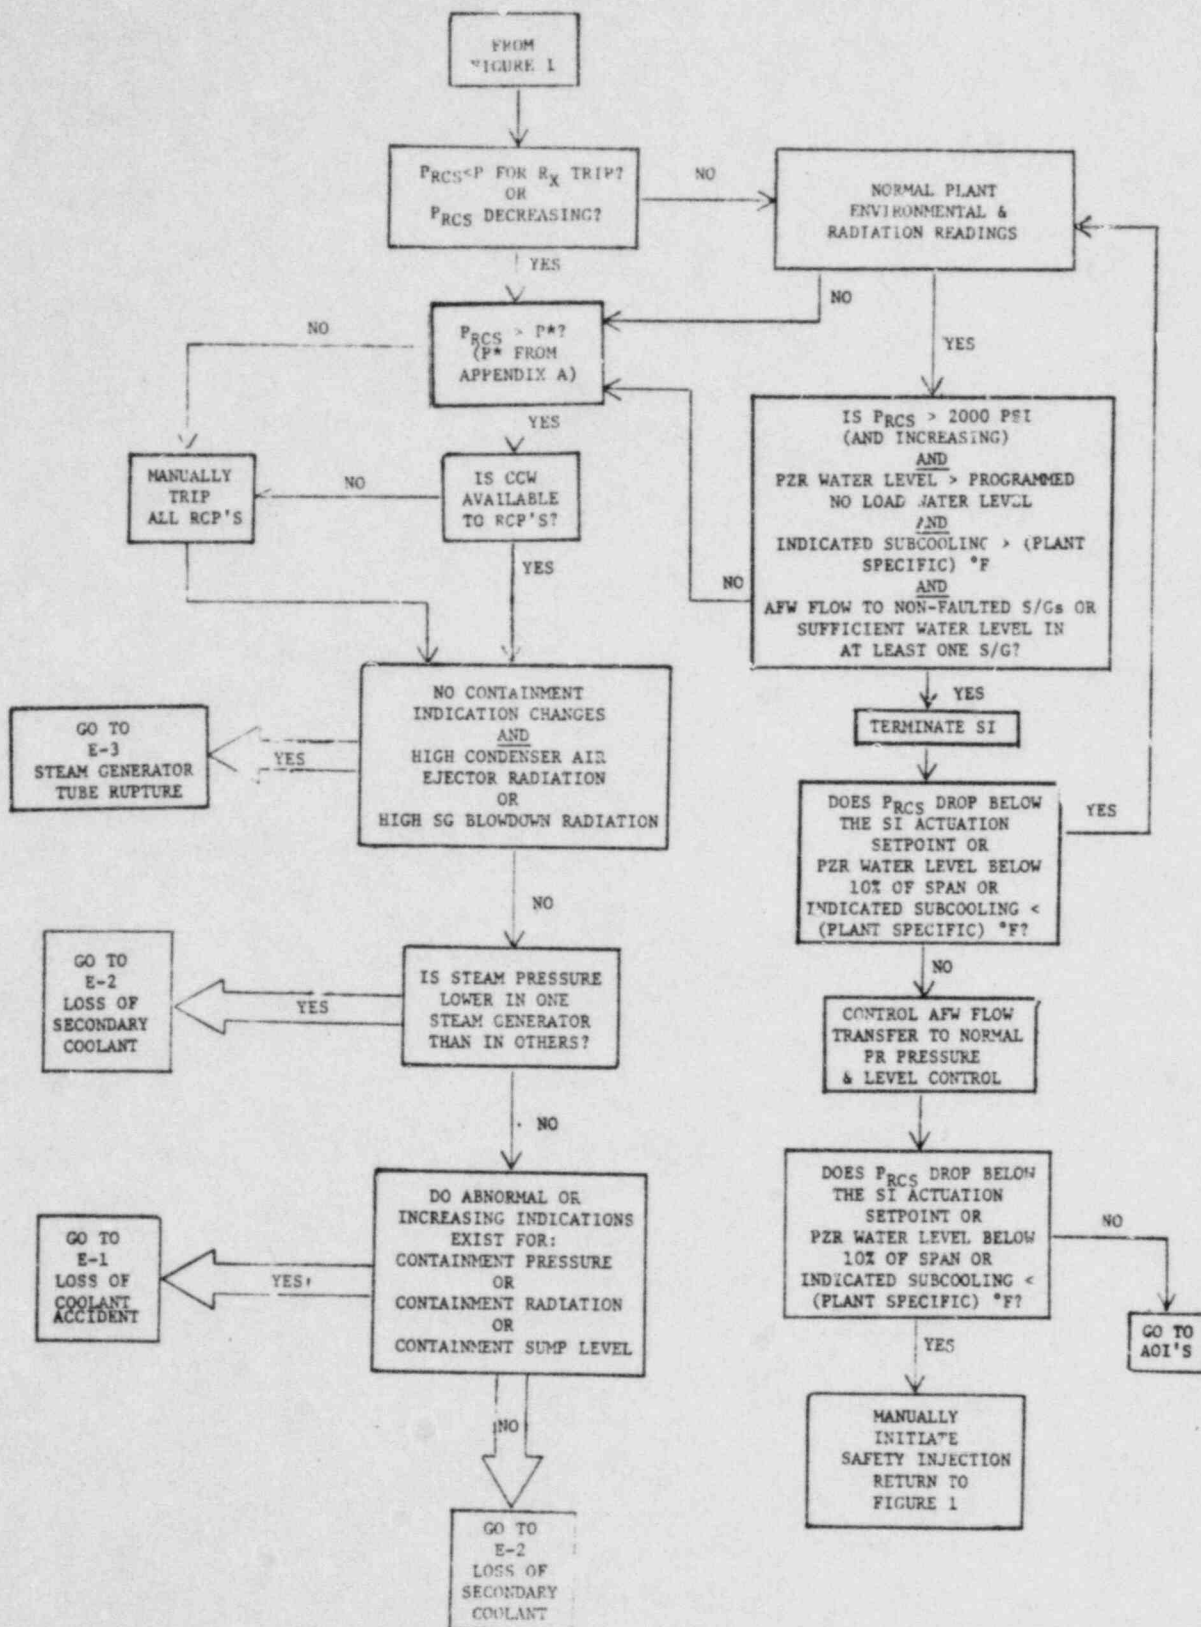 FROM
FIGURE 1
P_RCS<P FOR R_X TRIP?
OR
P_RCS DECREASING?
NO
NORMAL PLANT
ENVIRONMENTAL &
RADIATION READINGS
YES
NO
YES
NO
P_RCS > P*?
(P* FROM
APPENDIX A)
YES
IS P_RCS > 2000 PSI
(AND INCREASING)
AND
PZR WATER LEVEL > PROGRAMMED
NO LOAD WATER LEVEL
AND
INDICATED SUBCOOLING > (PLANT
SPECIFIC) °F
AND
AFW FLOW TO NON-FAULTED S/Gs OR
SUFFICIENT WATER LEVEL IN
AT LEAST ONE S/G?
NO
MANUALLY
TRIP
ALL RCP'S
NO
IS CCW
AVAILABLE
TO RCP'S?
YES
YES
TERMINATE SI
NO CONTAINMENT
INDICATION CHANGES
AND
HIGH CONDENSER AIR
EJECTOR RADIATION
OR
HIGH SG BLOWDOWN RADIATION
YES
GO TO
E-3
STEAM GENERATOR
TUBE RUPTURE
DOES P_RCS DROP BELOW
THE SI ACTUATION
SETPOINT OR
PZR WATER LEVEL BELOW
10% OF SPAN OR
INDICATED SUBCOOLING <
(PLANT SPECIFIC) °F?
YES
NO
NO
GO TO
E-2
LOSS OF
SECONDARY
COOLANT
YES
IS STEAM PRESSURE
LOWER IN ONE
STEAM GENERATOR
THAN IN OTHERS?
CONTROL AFW FLOW
TRANSFER TO NORMAL
PR PRESSURE
& LEVEL CONTROL
NO
GO TO
E-1
LOSS OF
COOLANT
ACCIDENT
YES
DO ABNORMAL OR
INCREASING INDICATIONS
EXIST FOR:
CONTAINMENT PRESSURE
OR
CONTAINMENT RADIATION
OR
CONTAINMENT SUMP LEVEL
DOES P_RCS DROP BELOW
THE SI ACTUATION
SETPOINT OR
PZR WATER LEVEL BELOW
10% OF SPAN OR
INDICATED SUBCOOLING <
(PLANT SPECIFIC) °F?
NO
GO TO
AOI'S
YES
NO
MANUALLY
INITIATE
SAFETY INJECTION
RETURN TO
FIGURE 1
GO TO
E-2
LOSS OF
SECONDARY
COOLANT